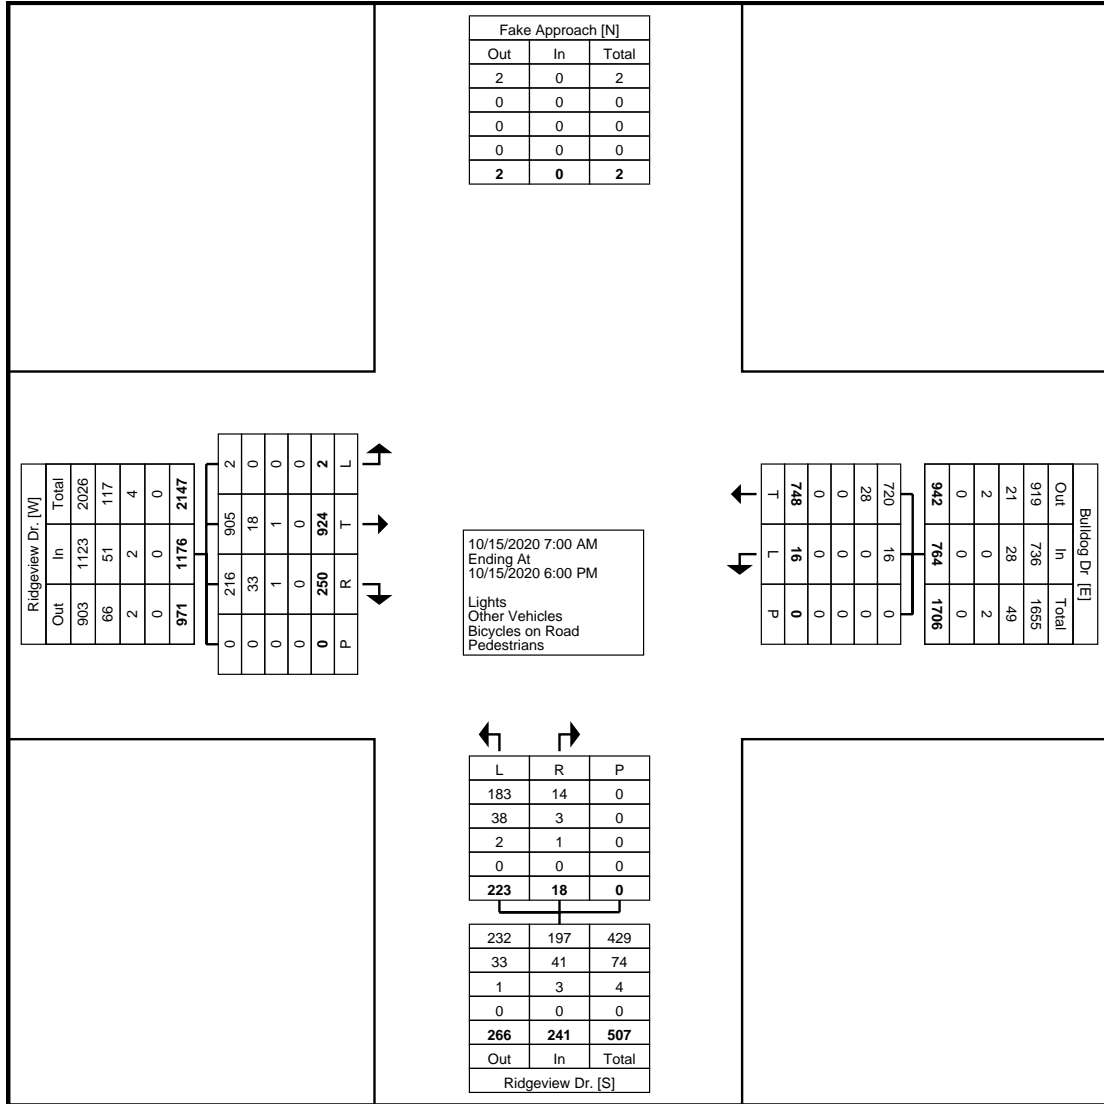 Fake Approach [N]
Out In Total
2 0 2
0 0 0
0 0 0
0 0 0
2 0 2
Ridgeview Dr. [W]
Total In Out
2026 1123 903
117 51 66
4 2 2
0 0 0
2147 1176 971
2 905 216 0
0 18 33 0
0 1 1 0
0 0 0 0
2 924 250 0
L T R P
10/15/2020 7:00 AM
Ending At
10/15/2020 6:00 PM
Lights
Other Vehicles
Bicycles on Road
Pedestrians
Bulldog Dr [E]
Out In Total
919 736 1655
21 28 49
2 0 2
0 0 0
942 764 1706
720 16 0
28 0 0
0 0 0
0 0 0
748 16 0
T L P
L R P
183 14 0
38 3 0
2 1 0
0 0 0
223 18 0
232 197 429
33 41 74
1 3 4
0 0 0
266 241 507
Out In Total
Ridgeview Dr. [S]